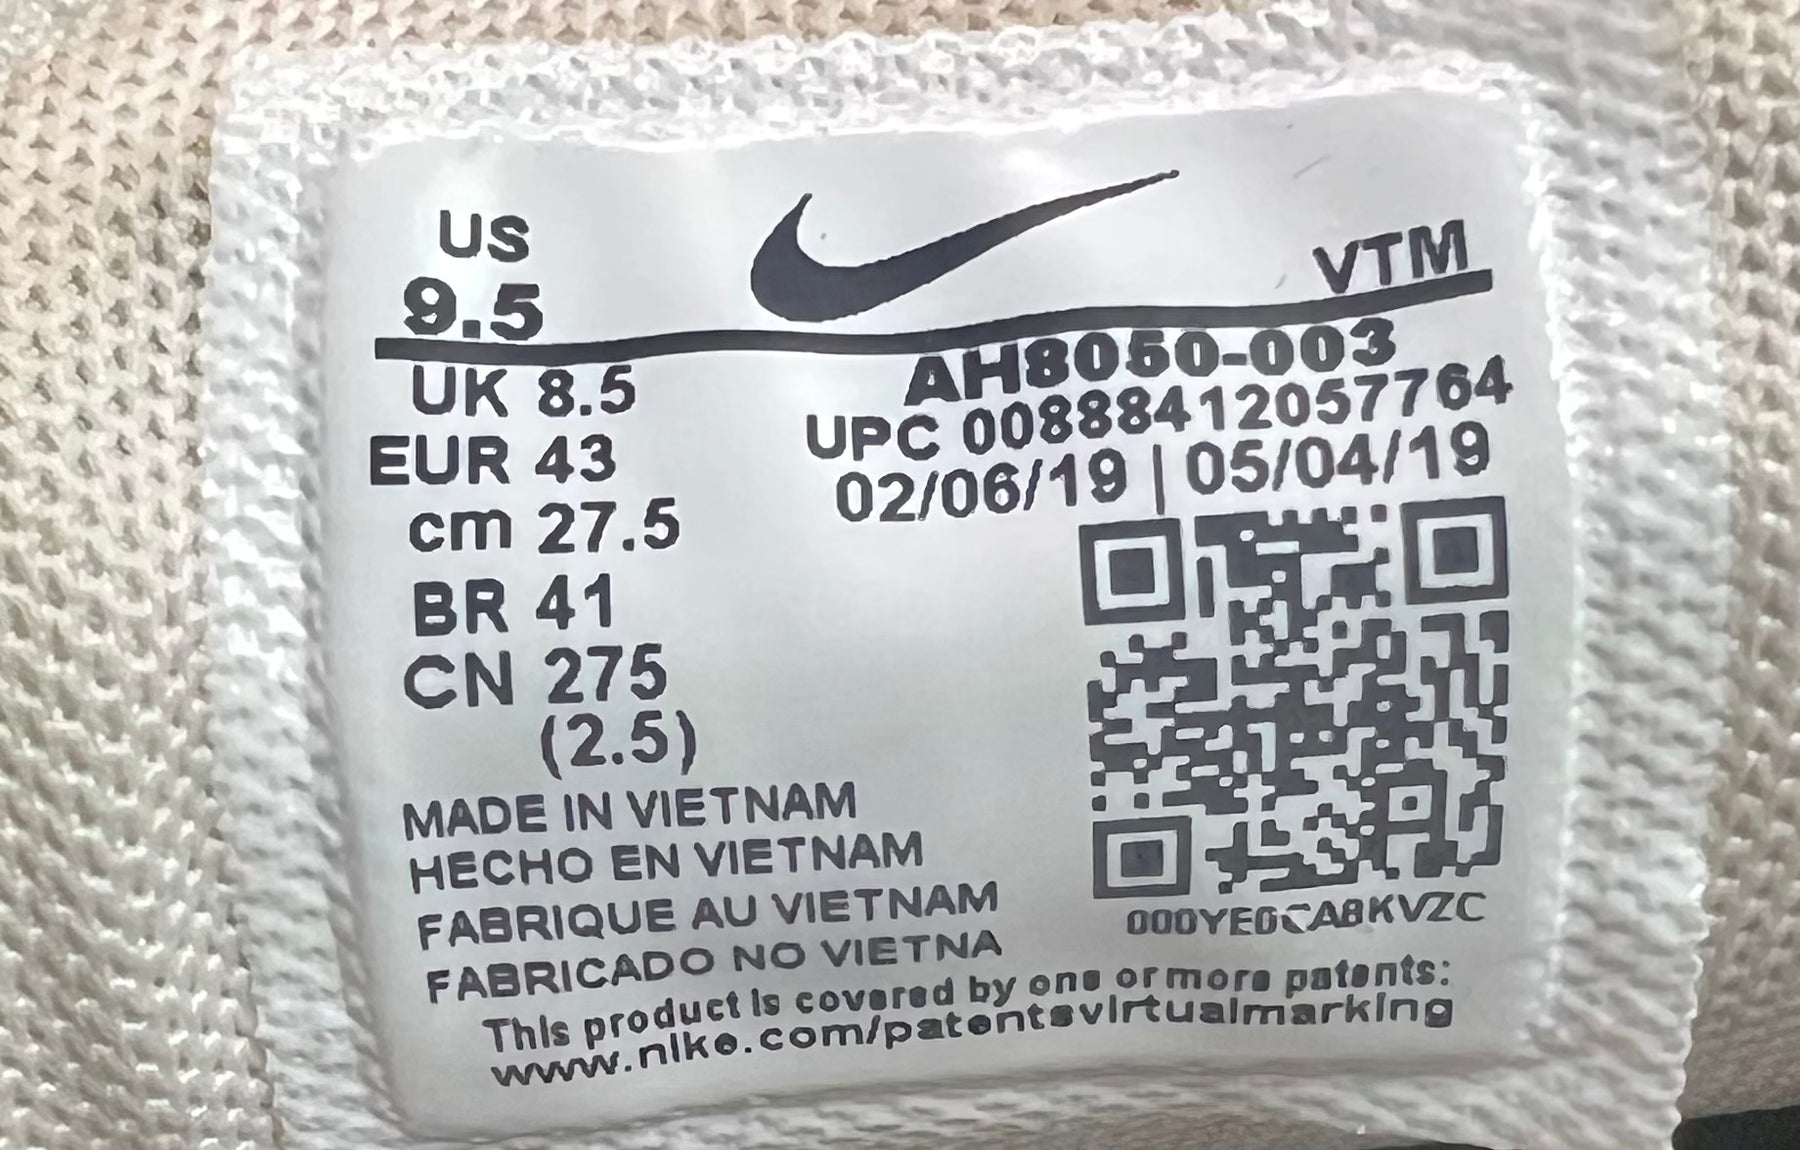 US
9.5
VTM
UK 8.5
EUR 43
cm 27.5
BR 41
CN 275
(2.5)
AH8050-003
UPC 00888412057764
02/06/19 | 05/04/19
MADE IN VIETNAM
HECHO EN VIETNAM
FABRIQUE AU VIETNAM
FABRICADO NO VIETNA
This product is covered by one or more patents:
www.nike.com/patentsvirtualmarking